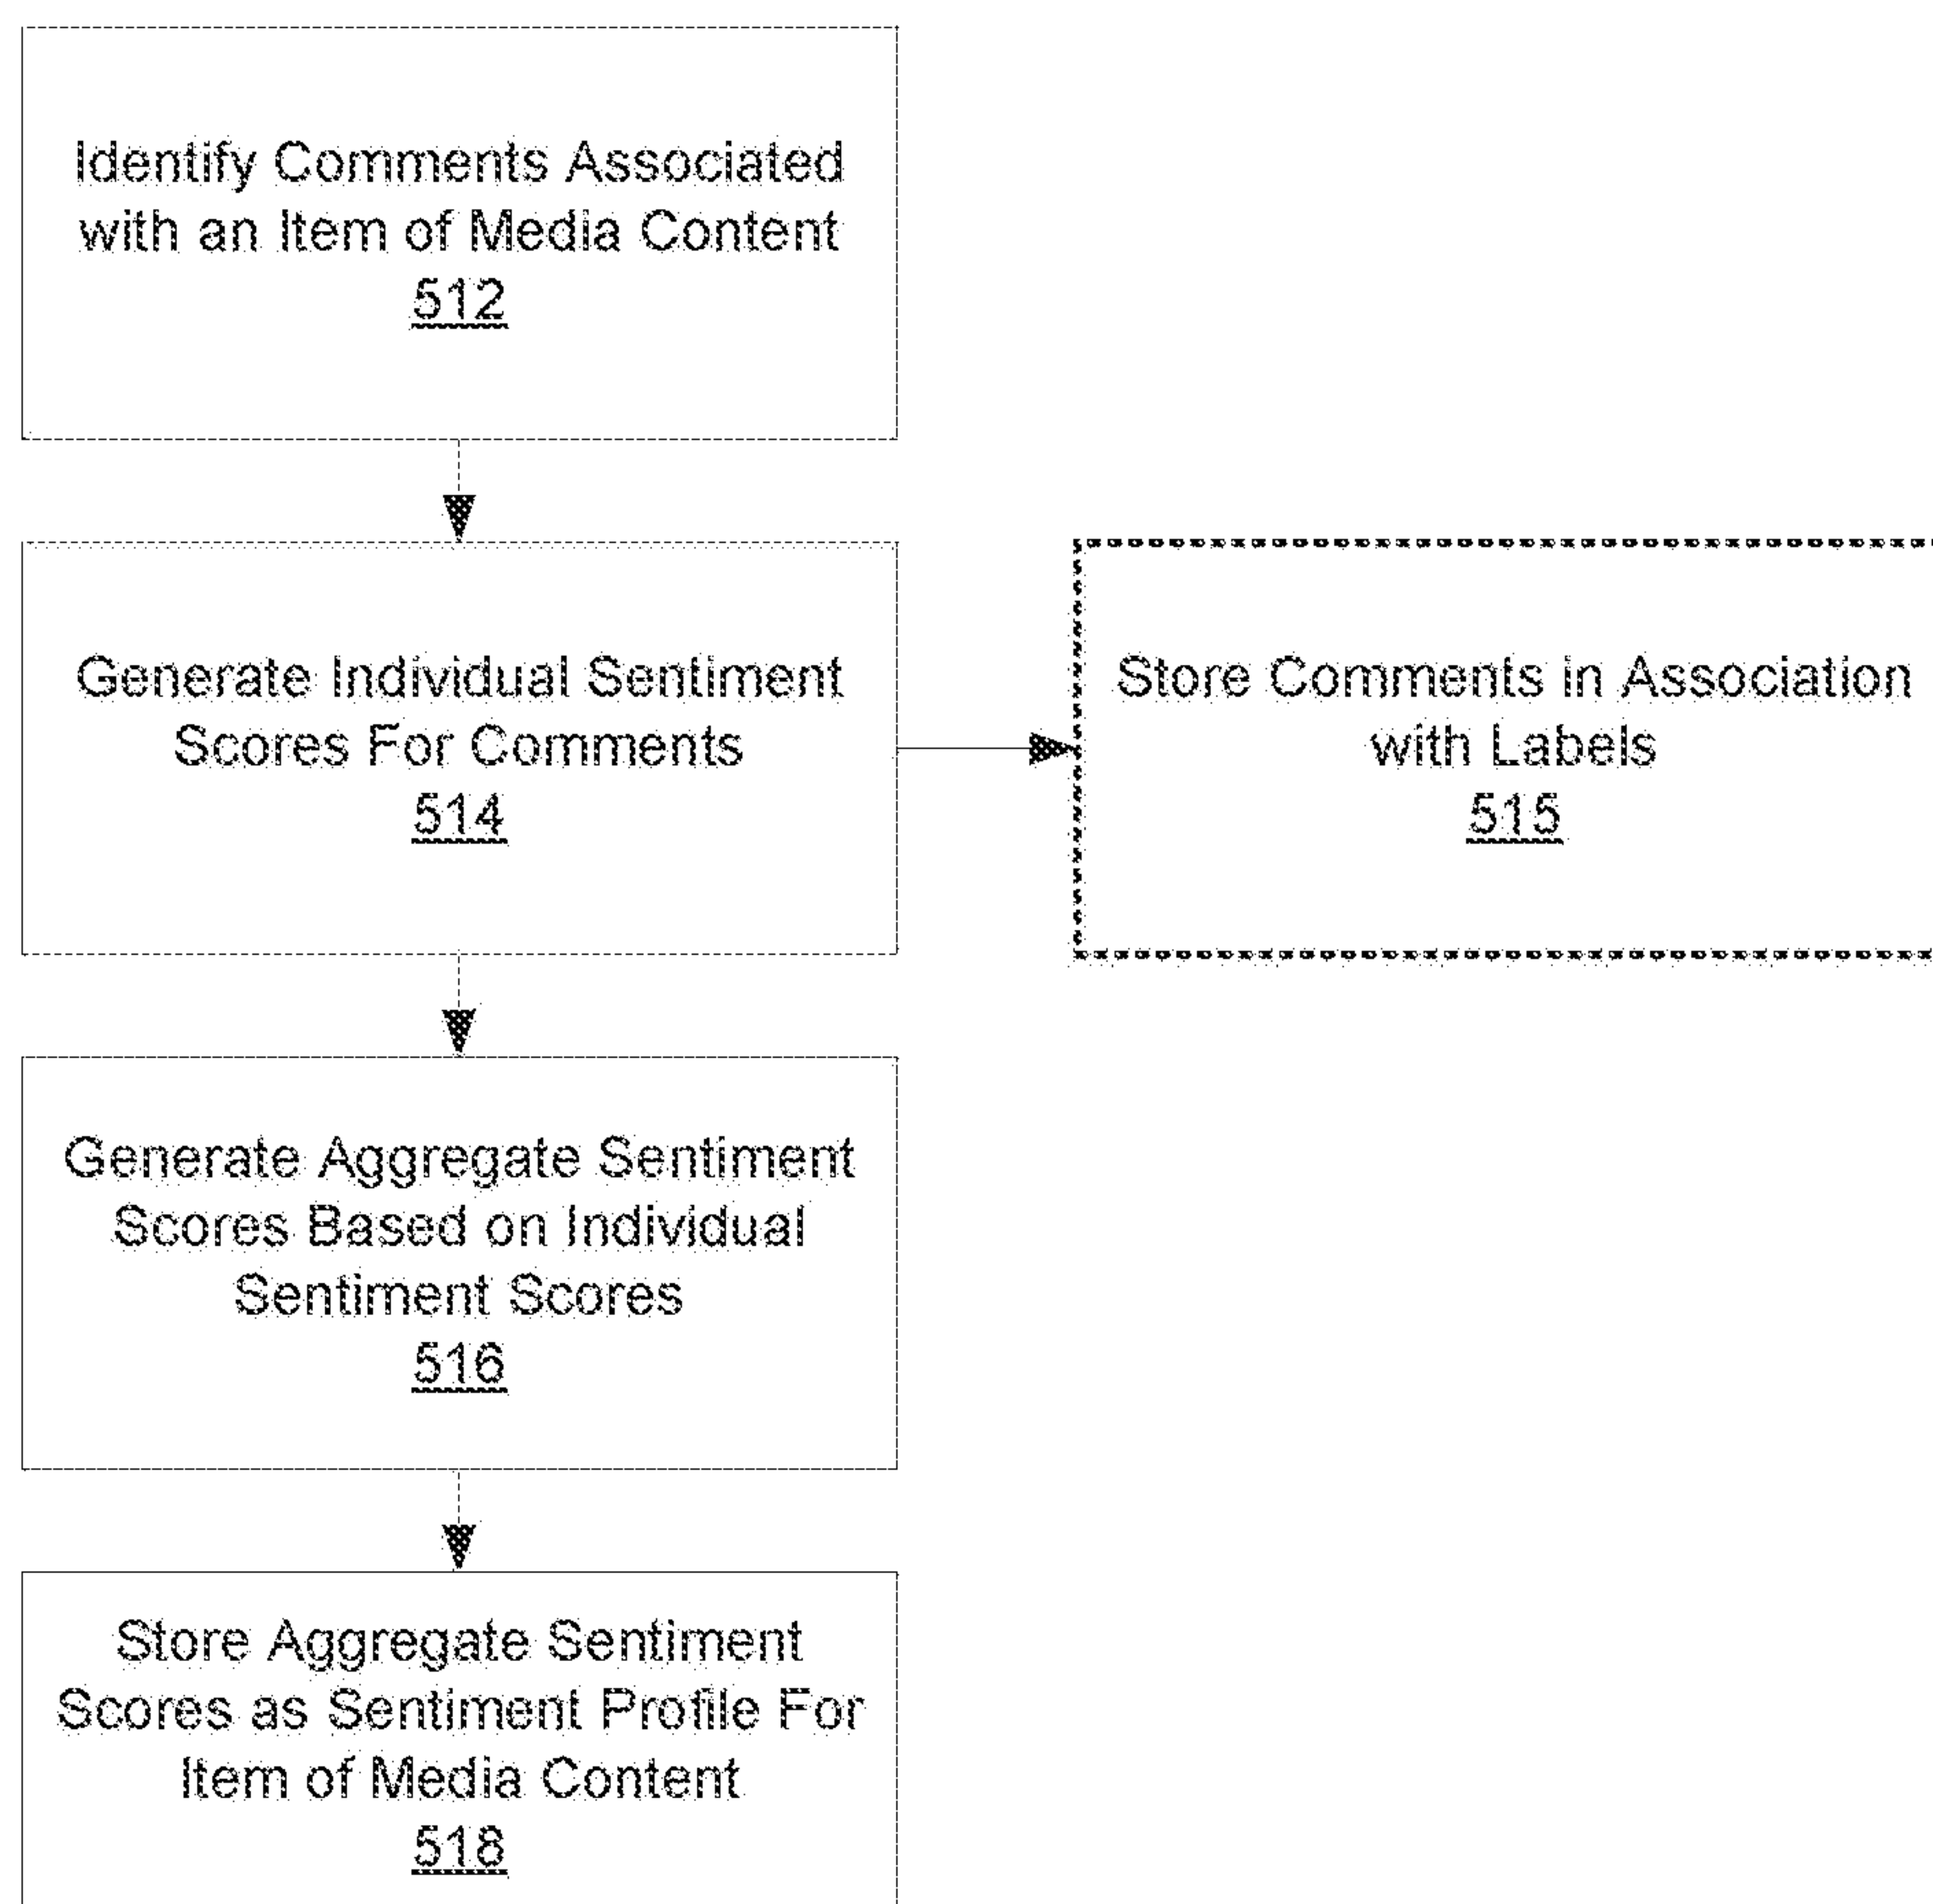 Identify Comments Associated
with an Item of Media Content
512
Generate Individual Sentiment
Scores For Comments
514
Store Comments in Association
with Labels
515
Generate Aggregate Sentiment
Scores Based on Individual
Sentiment Scores
516
Store Aggregate Sentiment
Scores as Sentiment Profile For
Item of Media Content
518